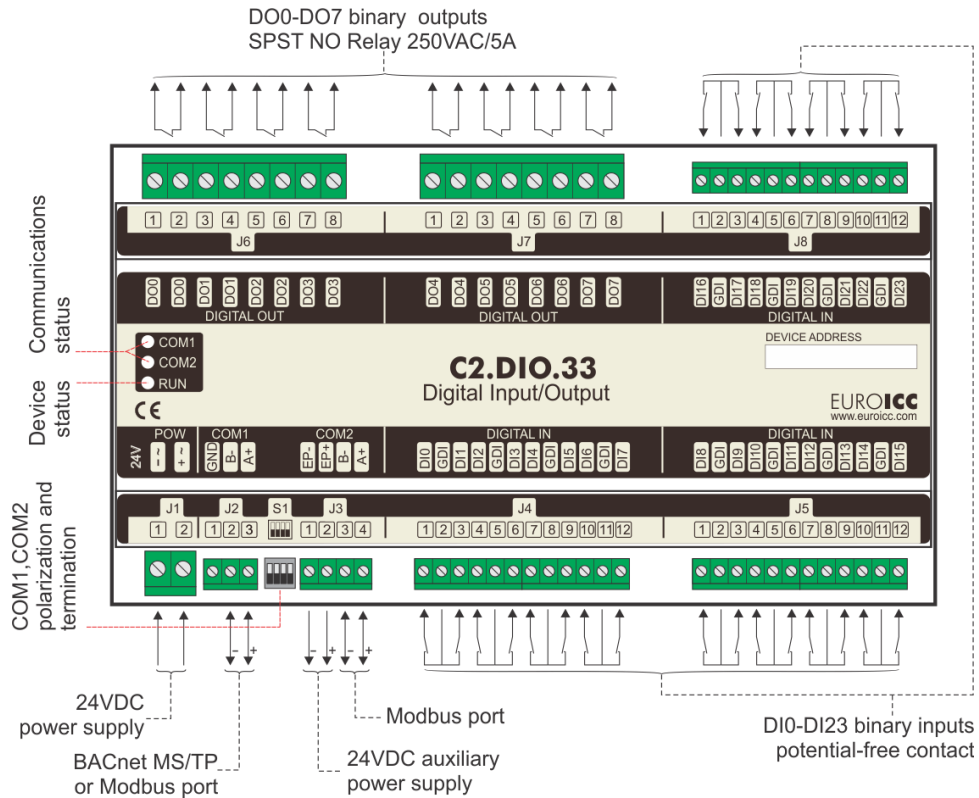 DO0-DO7 binary outputs
SPST NO Relay 250VAC/5A
1 2 3 4 5 6 7 8
J6
1 2 3 4 5 6 7 8
J7
1 2 3 4 5 6 7 8 9 10 11 12
J8
DO0 DO0 DO1 DO1 DO2 DO2 DO3 DO3
DIGITAL OUT
DO4 DO4 DO5 DO5 DO6 DO6 DO7 DO7
DIGITAL OUT
DI16 GDI DI17 DI18 GDI DI19 DI20 GDI DI21 DI22 GDI DI23
DIGITAL IN
Communications
status
Device
status
COM1
COM2
RUN
CE
C2.DIO.33
Digital Input/Output
DEVICE ADDRESS
EUROICC
www.euroicc.com
24V
POW
- ~
+ ~
COM1
GND B- A+
COM2
EP- EP+ B- A+
DIGITAL IN
DI0 GDI DI1 DI2 GDI DI3 DI4 GDI DI5 DI6 GDI DI7
DIGITAL IN
DI8 GDI DI9 DI10 GDI DI11 DI12 GDI DI13 DI14 GDI DI15
J1
1 2
J2
1 2 3
S1
J3
1 2 3 4
J4
1 2 3 4 5 6 7 8 9 10 11 12
J5
1 2 3 4 5 6 7 8 9 10 11 12
COM1,COM2
polarization and
termination
- +
- + - +
24VDC
power supply
BACnet MS/TP
or Modbus port
24VDC auxiliary
power supply
Modbus port
DI0-DI23 binary inputs
potential-free contact